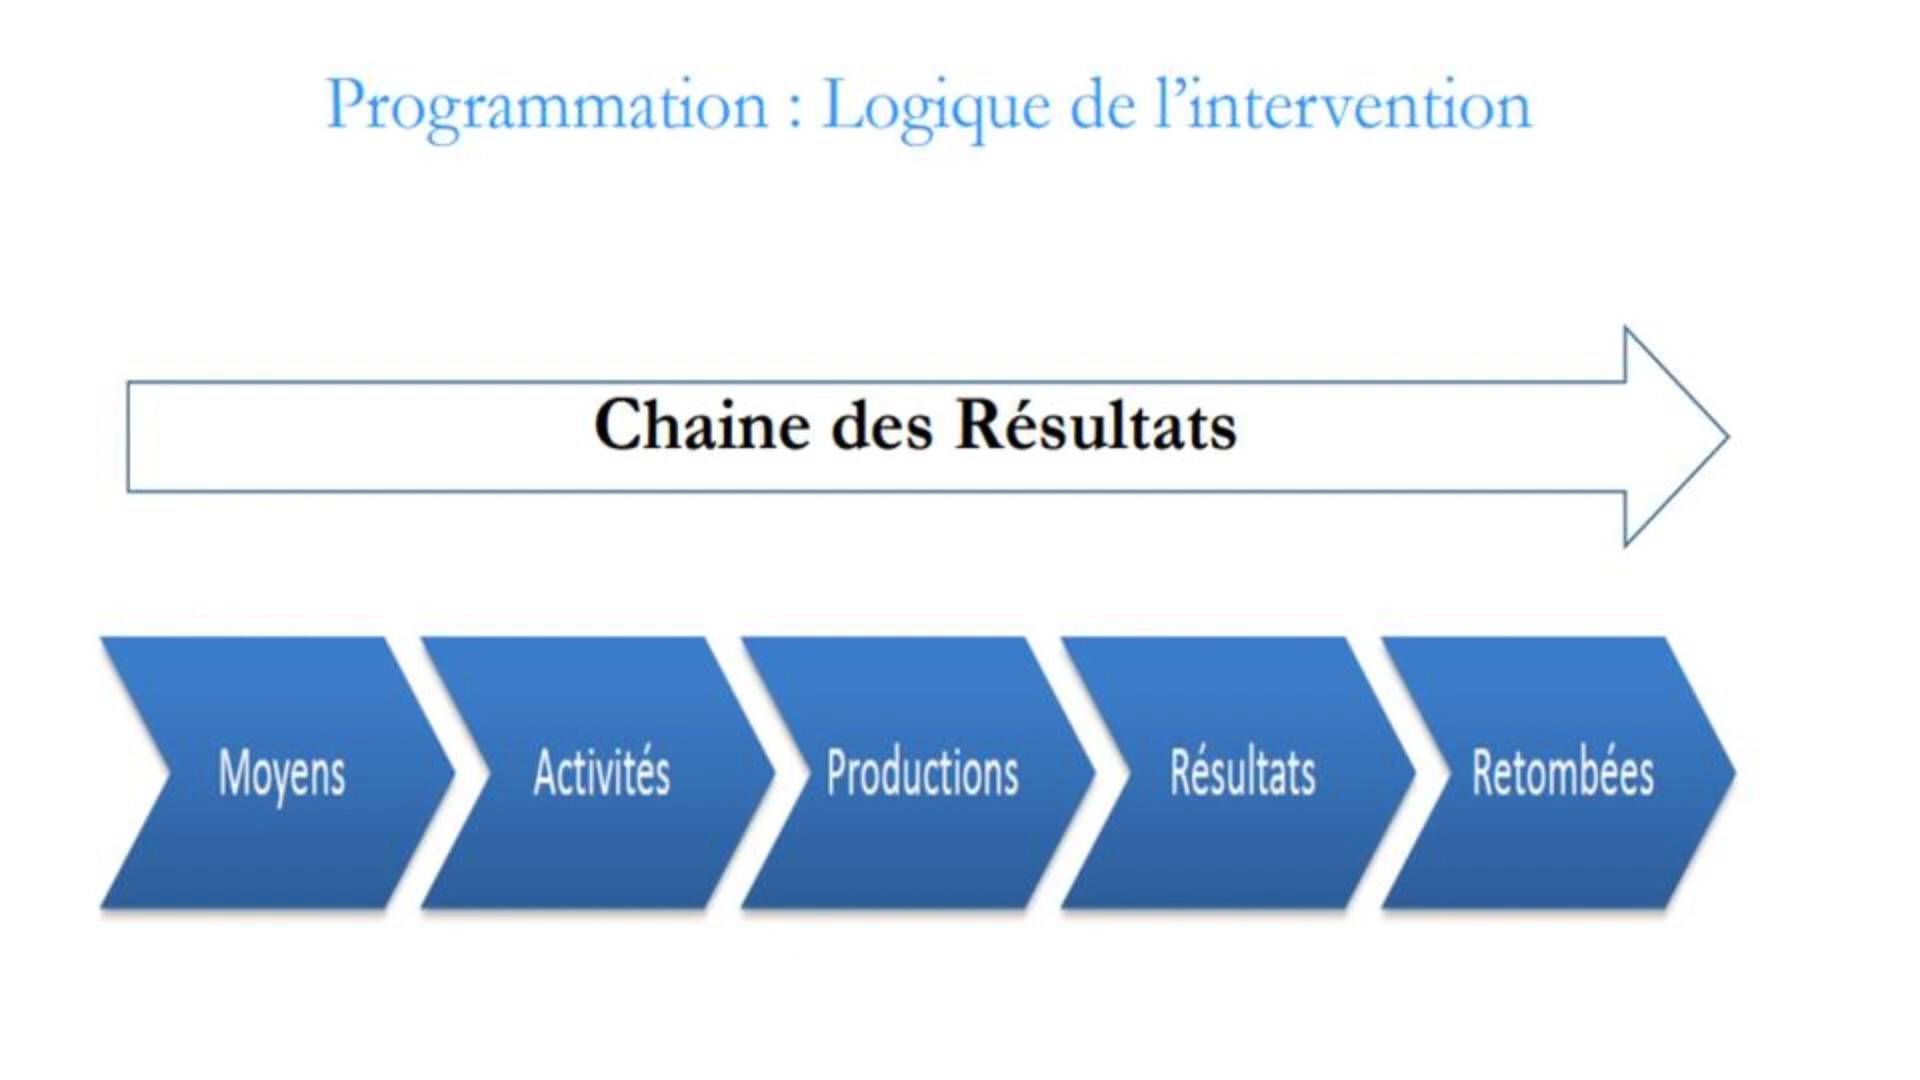 Programmation : Logique de l’intervention
Chaine des Résultats
Moyens
Activités
Productions
Résultats
Retombées